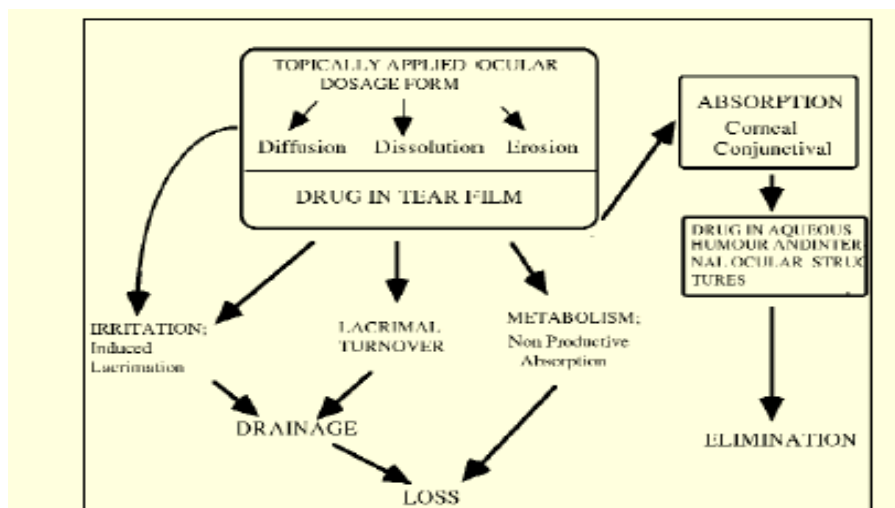 TOPICALLY APPLIED OCULAR
DOSAGE FORM
Diffusion Dissolution Erosion
DRUG IN TEAR FILM
ABSORPTION
Corneal
Conjunctival
DRUG IN AQUEOUS
HUMOUR ANDINTER
NAL OCULAR STRUC
TURES
IRRITATION;
Induced
Lacrimation
LACRIMAL
TURNOVER
METABOLISM;
Non Productive
Absorption
DRAINAGE
ELIMINATION
LOSS